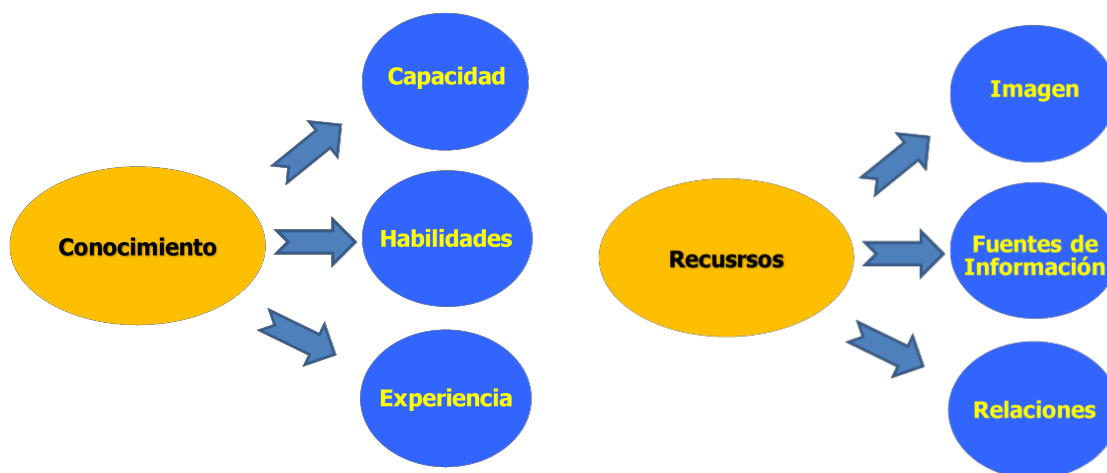 Conocimiento
Capacidad
Habilidades
Experiencia
Recusrsos
Imagen
Fuentes de
Información
Relaciones